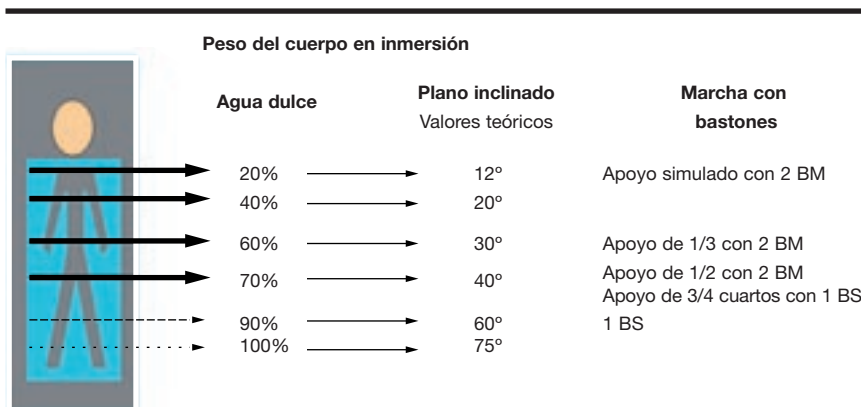 Peso del cuerpo en inmersión
Agua dulce
Plano inclinado
Valores teóricos
Marcha con
bastones
20% 12º Apoyo simulado con 2 BM
40% 20º
60% 30º Apoyo de 1/3 con 2 BM
70% 40º Apoyo de 1/2 con 2 BM
Apoyo de 3/4 cuartos con 1 BS
90% 60º 1 BS
100% 75º